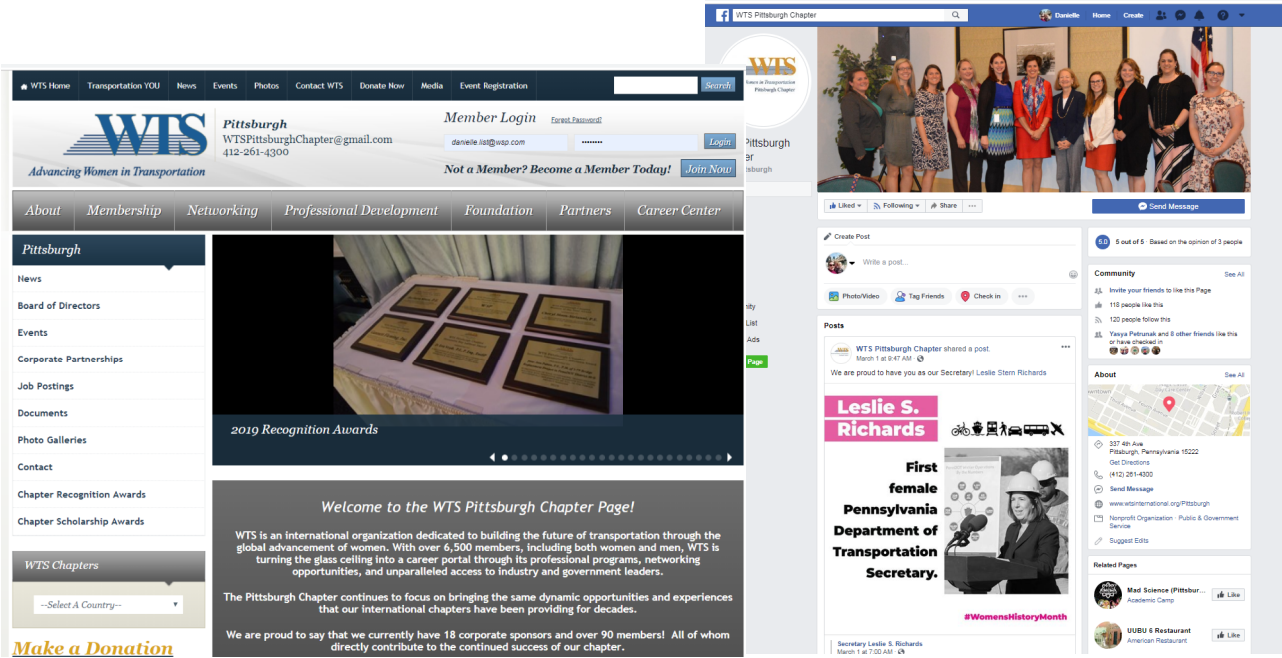 WTS Home Transportation YOU News Events Photos Contact WTS Donate Now Media Event Registration
Search
WTS
Advancing Women in Transportation
Pittsburgh
WTSPittsburghChapter@gmail.com
412-261-4300
Member Login Forgot Password?
danielle.list@wsp.com •••••••• Login
Not a Member? Become a Member Today! Join Now
About Membership Networking Professional Development Foundation Partners Career Center
Pittsburgh
News
Board of Directors
Events
Corporate Partnerships
Job Postings
Documents
Photo Galleries
Contact
Chapter Recognition Awards
Chapter Scholarship Awards
WTS Chapters
--Select A Country--
Make a Donation
2019 Recognition Awards
Welcome to the WTS Pittsburgh Chapter Page!
WTS is an international organization dedicated to building the future of transportation through the
global advancement of women. With over 6,500 members, including both women and men, WTS is
turning the glass ceiling into a career portal through its professional programs, networking
opportunities, and unparalleled access to industry and government leaders.
The Pittsburgh Chapter continues to focus on bringing the same dynamic opportunities and experiences
that our international chapters have been providing for decades.
We are proud to say that we currently have 18 corporate sponsors and over 90 members! All of whom
directly contribute to the continued success of our chapter.
WTS Pittsburgh Chapter
Danielle Home Create
WTS
Pittsburgh Chapter
Pittsburgh
er
tsburgh
ity
List
Ads
Page
Liked Following Share ...
Send Message
Create Post
Write a post...
Photo/Video Tag Friends Check in ...
Posts
WTS Pittsburgh Chapter shared a post.
March 1 at 9:47 AM ·
We are proud to have you as our Secretary! Leslie Stern Richards
Leslie S.
Richards
First
female
Pennsylvania
Department of
Transportation
Secretary.
#WomensHistoryMonth
Secretary Leslie S. Richards
March 1 at 7:00 AM ·
5.0 5 out of 5 · Based on the opinion of 3 people
Community See All
Invite your friends to like this Page
118 people like this
120 people follow this
Yasya Petrunak and 8 other friends like this
or have checked in
About See All
337 4th Ave
Pittsburgh, Pennsylvania 15222
Get Directions
(412) 261-4300
Send Message
www.wtsinternational.org/Pittsburgh
Nonprofit Organization · Public & Government
Service
Suggest Edits
Related Pages
Mad Science (Pittsbur...
Academic Camp
Like
UUBU 6 Restaurant
American Restaurant
Like